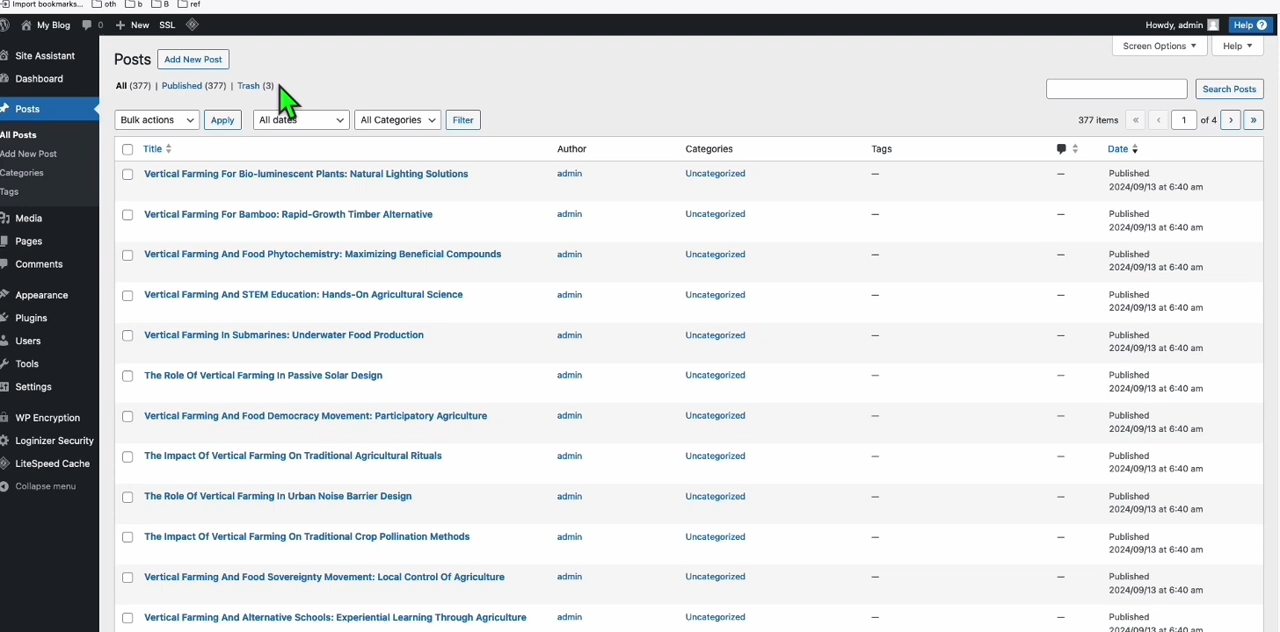 Import bookmarks... oth b B ref
My Blog 0 New SSL Howdy, admin Help
Site Assistant
Dashboard
Posts
All Posts
Add New Post
Categories
Tags
Media
Pages
Comments
Appearance
Plugins
Users
Tools
Settings
WP Encryption
Loginizer Security
LiteSpeed Cache
Collapse menu
Screen Options Help
Posts Add New Post
All (377) | Published (377) | Trash (3)
Search Posts
Bulk actions Apply All dates All Categories Filter 377 items « ‹ 1 of 4 › »
Title Author Categories Tags Date
Vertical Farming For Bio-luminescent Plants: Natural Lighting Solutions admin Uncategorized — — Published
2024/09/13 at 6:40 am
Vertical Farming For Bamboo: Rapid-Growth Timber Alternative admin Uncategorized — — Published
2024/09/13 at 6:40 am
Vertical Farming And Food Phytochemistry: Maximizing Beneficial Compounds admin Uncategorized — — Published
2024/09/13 at 6:40 am
Vertical Farming And STEM Education: Hands-On Agricultural Science admin Uncategorized — — Published
2024/09/13 at 6:40 am
Vertical Farming In Submarines: Underwater Food Production admin Uncategorized — — Published
2024/09/13 at 6:40 am
The Role Of Vertical Farming In Passive Solar Design admin Uncategorized — — Published
2024/09/13 at 6:40 am
Vertical Farming And Food Democracy Movement: Participatory Agriculture admin Uncategorized — — Published
2024/09/13 at 6:40 am
The Impact Of Vertical Farming On Traditional Agricultural Rituals admin Uncategorized — — Published
2024/09/13 at 6:40 am
The Role Of Vertical Farming In Urban Noise Barrier Design admin Uncategorized — — Published
2024/09/13 at 6:40 am
The Impact Of Vertical Farming On Traditional Crop Pollination Methods admin Uncategorized — — Published
2024/09/13 at 6:40 am
Vertical Farming And Food Sovereignty Movement: Local Control Of Agriculture admin Uncategorized — — Published
2024/09/13 at 6:40 am
Vertical Farming And Alternative Schools: Experiential Learning Through Agriculture admin Uncategorized — — Published
2024/09/13 at 6:40 am